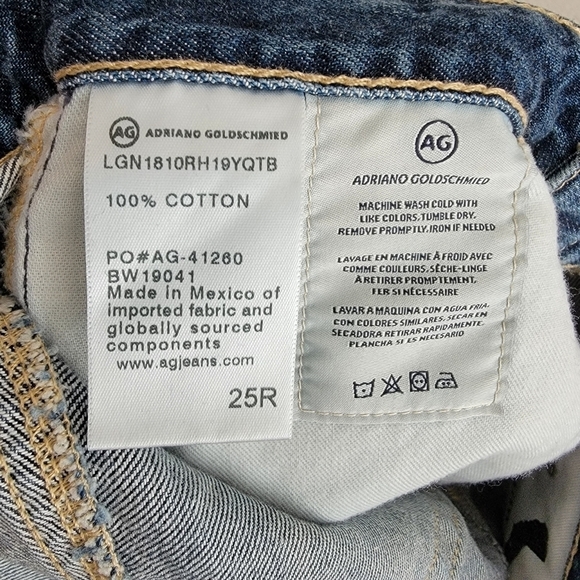 AG ADRIANO GOLDSCHMIED
LGN1810RH19YQTB
100% COTTON
PO#AG-41260
BW19041
Made in Mexico of
imported fabric and
globally sourced
components
www.agjeans.com
25R
AG
ADRIANO GOLDSCHMIED
MACHINE WASH COLD WITH
LIKE COLORS. TUMBLE DRY.
REMOVE PROMPTLY. IRON IF NEEDED
LAVAGE EN MACHINE À FROID AVEC
COMME COULEURS. SÈCHE-LINGE
À RETIRER PROMPTEMENT.
FER SI NÉCESSAIRE
LAVAR A MAQUINA CON AGUA FRIA.
CON COLORES SIMILARES. SECAR EN
SECADORA RETIRAR RAPIDAMENTE.
PLANCHA SI ES NECESARIO